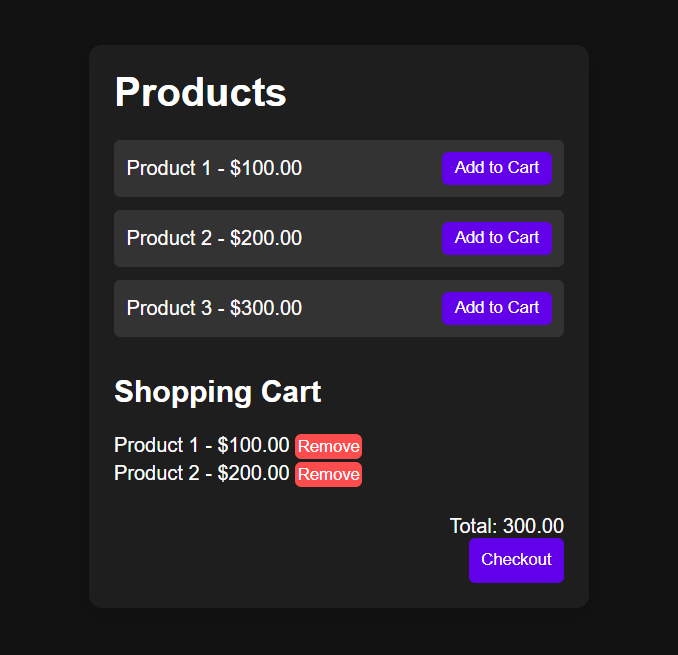 Products
Product 1 - $100.00 Add to Cart
Product 2 - $200.00 Add to Cart
Product 3 - $300.00 Add to Cart
Shopping Cart
Product 1 - $100.00 Remove
Product 2 - $200.00 Remove
Total: 300.00
Checkout